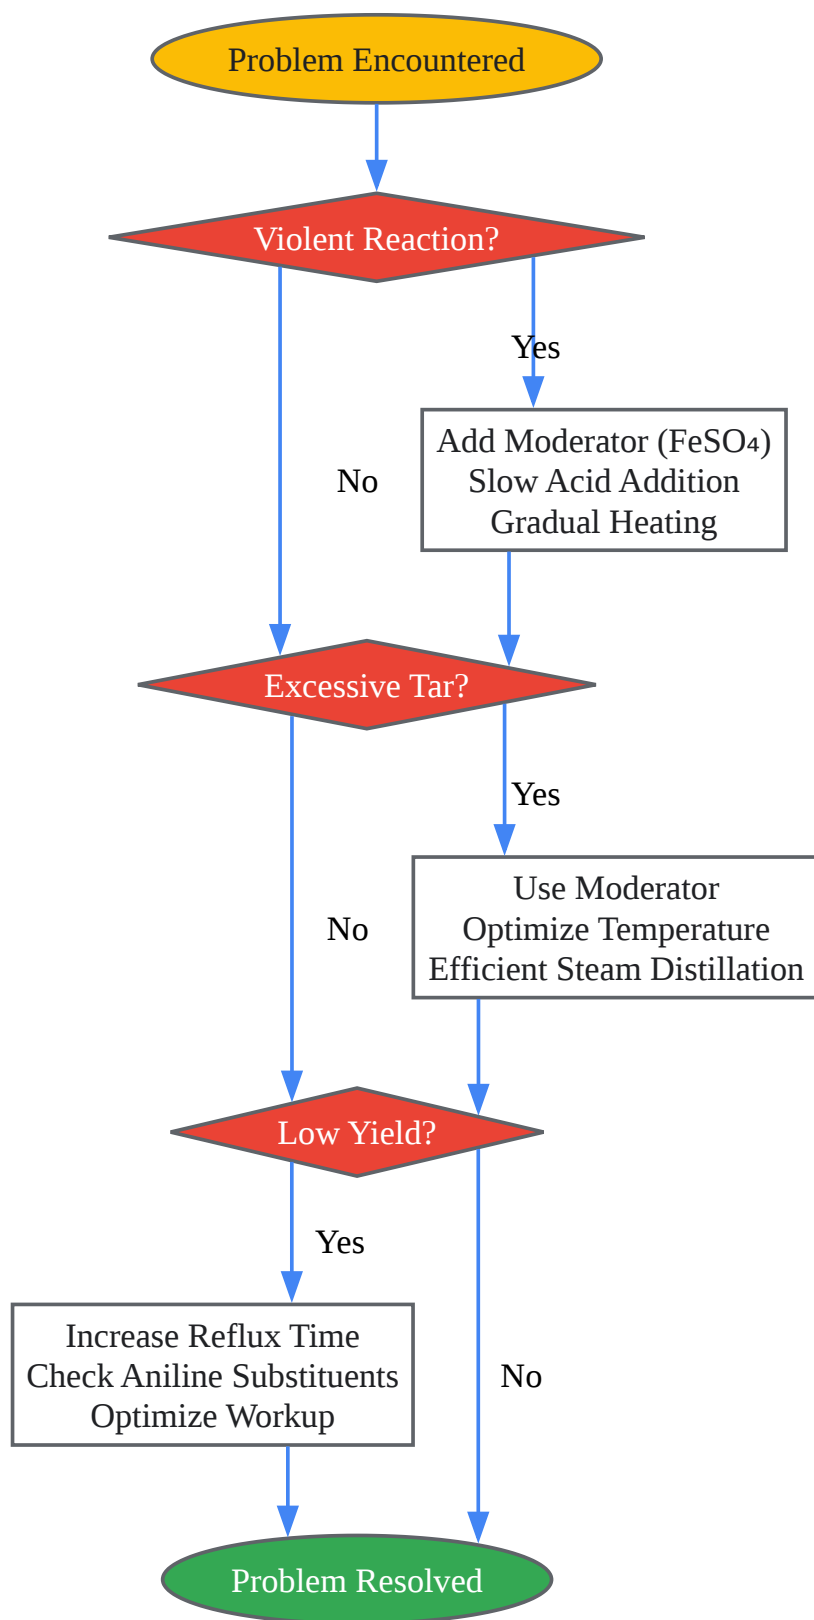 Problem Encountered
Violent Reaction?
Yes
Add Moderator (FeSO₄)
Slow Acid Addition
Gradual Heating
No
Excessive Tar?
Yes
Use Moderator
Optimize Temperature
Efficient Steam Distillation
No
Low Yield?
Yes
Increase Reflux Time
Check Aniline Substituents
Optimize Workup
No
Problem Resolved